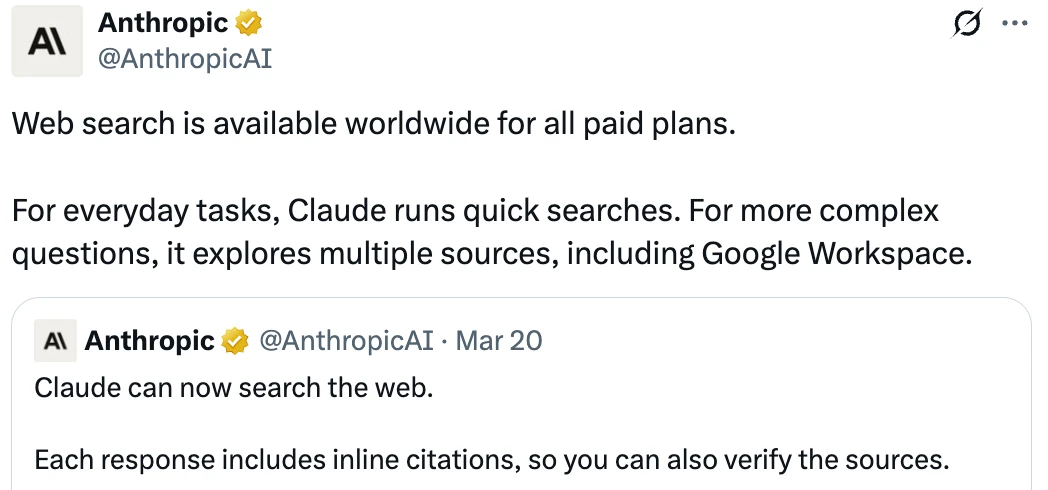 Anthropic
@AnthropicAI
Web search is available worldwide for all paid plans.
For everyday tasks, Claude runs quick searches. For more complex
questions, it explores multiple sources, including Google Workspace.
Anthropic @AnthropicAI · Mar 20
Claude can now search the web.
Each response includes inline citations, so you can also verify the sources.